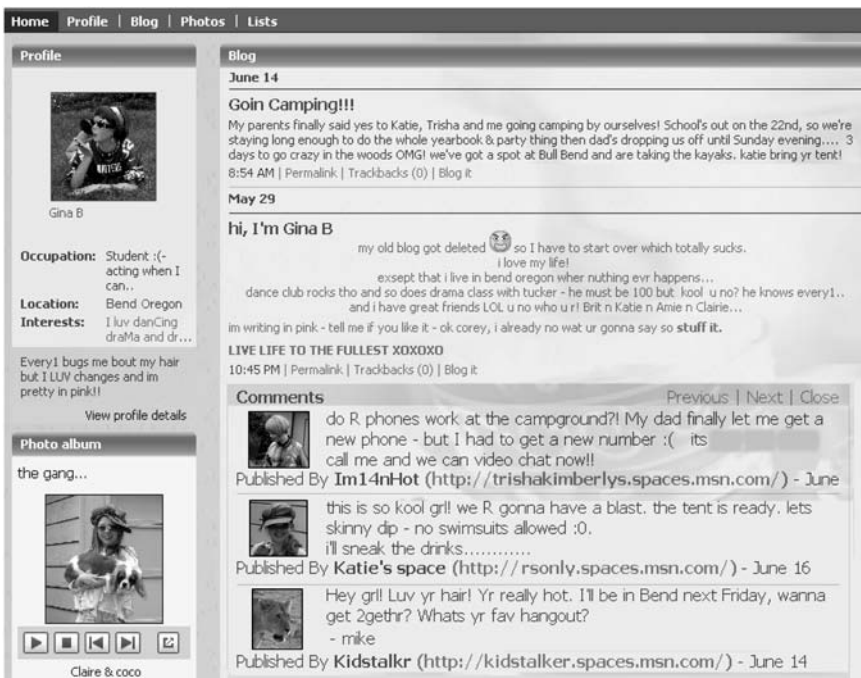 Home Profile | Blog | Photos | Lists
Profile
Gina B
Occupation: Student :(-
acting when I
can..
Location: Bend Oregon
Interests: I luv danCing
draMa and dr...
Every1 bugs me bout my hair
but I LUV changes and im
pretty in pink!!
View profile details
Photo album
the gang...
Claire & coco
Blog
June 14
Goin Camping!!!
My parents finally said yes to Katie, Trisha and me going camping by ourselves! School's out on the 22nd, so we're
staying long enough to do the whole yearbook & party thing then dad's dropping us off until Sunday evening.... 3
days to go crazy in the woods OMG! we've got a spot at Bull Bend and are taking the kayaks. katie bring yr tent!
8:54 AM | Permalink | Trackbacks (0) | Blog it
May 29
hi, I'm Gina B
my old blog got deleted so I have to start over which totally sucks.
i love my life!
exsept that i live in bend oregon wher nuthing evr happens...
dance club rocks tho and so does drama class with tucker - he must be 100 but kool u no? he knows every1..
and i have great friends LOL u no who u r! Brit n Katie n Amie n Clairie...
im writing in pink - tell me if you like it - ok corey, i already no wat ur gonna say so stuff it.
LIVE LIFE TO THE FULLEST XOXOXO
10:45 PM | Permalink | Trackbacks (0) | Blog it
Comments Previous | Next | Close
do R phones work at the campground?! My dad finally let me get a
new phone - but I had to get a new number :( its
call me and we can video chat now!!
Published By Im14nHot (http://trishakimberlys.spaces.msn.com/) - June
this is so kool grl! we R gonna have a blast. the tent is ready. lets
skinny dip - no swimsuits allowed :0.
i'll sneak the drinks............
Published By Katie's space (http://rsonly.spaces.msn.com/) - June 16
Hey grl! Luv yr hair! Yr really hot. I'll be in Bend next Friday, wanna
get 2gethr? Whats yr fav hangout?
- mike
Published By Kidstalkr (http://kidstalker.spaces.msn.com/) - June 14